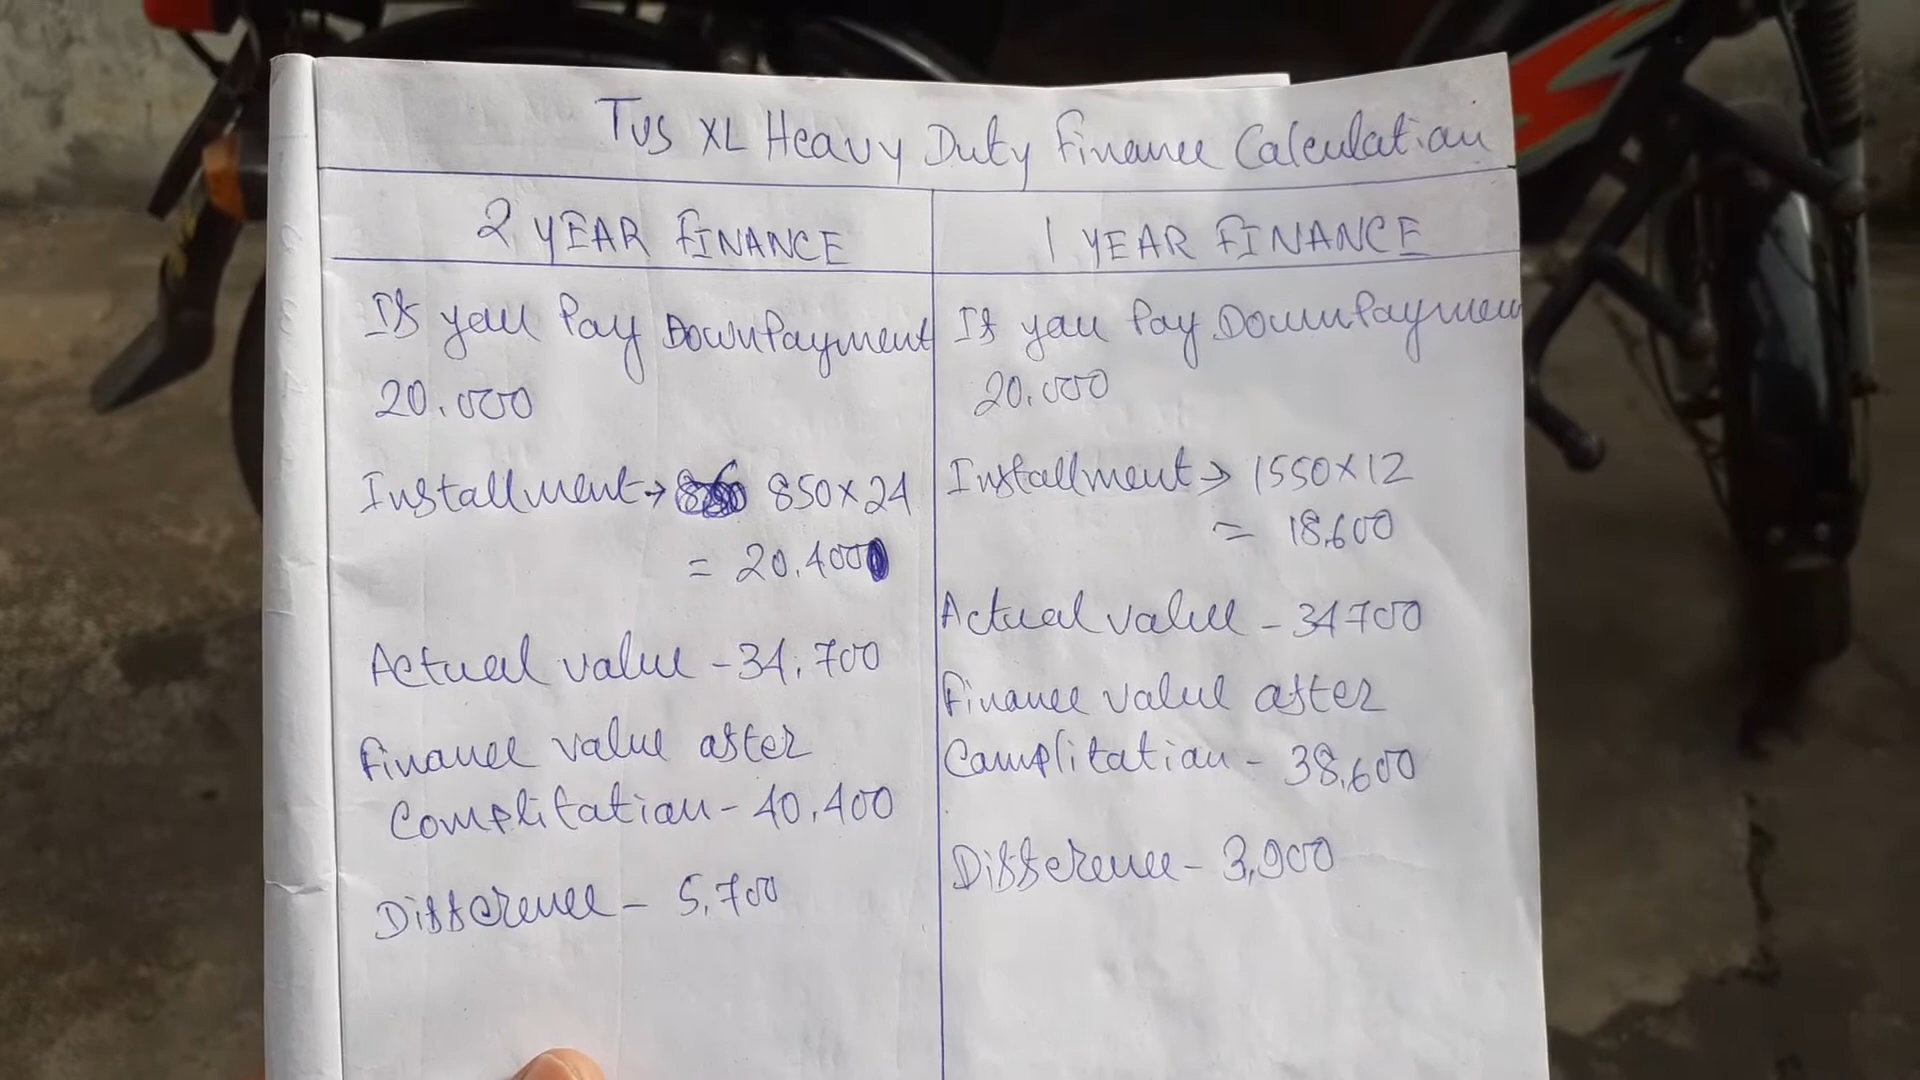 TVS XL Heavy Duty Finance Calculation
2 YEAR FINANCE
If you Pay DownPayment
20.000
Installment → 850×24
= 20.400
Actual value - 34.700
Finance value after
Complitation - 40.400
Difference - 5.700
1 YEAR FINANCE
If you Pay DownPaymen
20.000
Installment → 1550×12
= 18,600
Actual value - 34700
Finance value after
Complitation - 38,600
Difference - 3,900